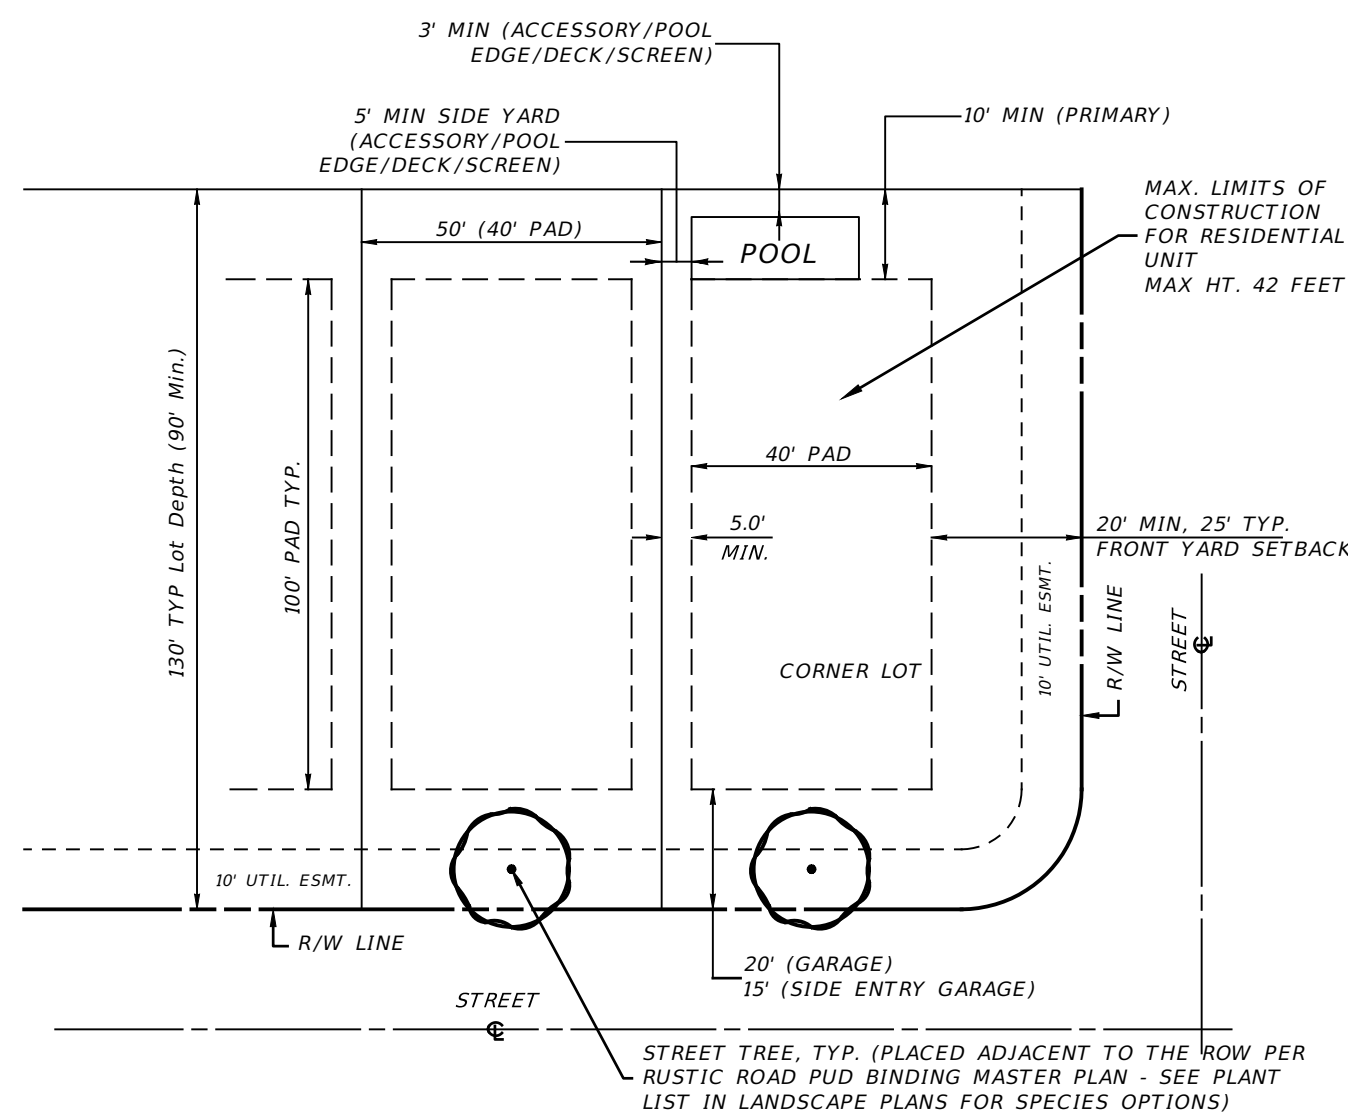 3' MIN (ACCESSORY/POOL
EDGE/DECK/SCREEN)
5' MIN SIDE YARD
(ACCESSORY/POOL
EDGE/DECK/SCREEN)
10' MIN (PRIMARY)
MAX. LIMITS OF
CONSTRUCTION
FOR RESIDENTIAL
UNIT
MAX HT. 42 FEET
50' (40' PAD)
POOL
130' TYP Lot Depth (90' Min.)
100' PAD TYP.
40' PAD
5.0'
MIN.
20' MIN, 25' TYP.
FRONT YARD SETBACK
10' UTIL. ESMT.
R/W LINE
STREET
CL
CORNER LOT
10' UTIL. ESMT.
R/W LINE
20' (GARAGE)
15' (SIDE ENTRY GARAGE)
STREET
CL
STREET TREE, TYP. (PLACED ADJACENT TO THE ROW PER
RUSTIC ROAD PUD BINDING MASTER PLAN - SEE PLANT
LIST IN LANDSCAPE PLANS FOR SPECIES OPTIONS)